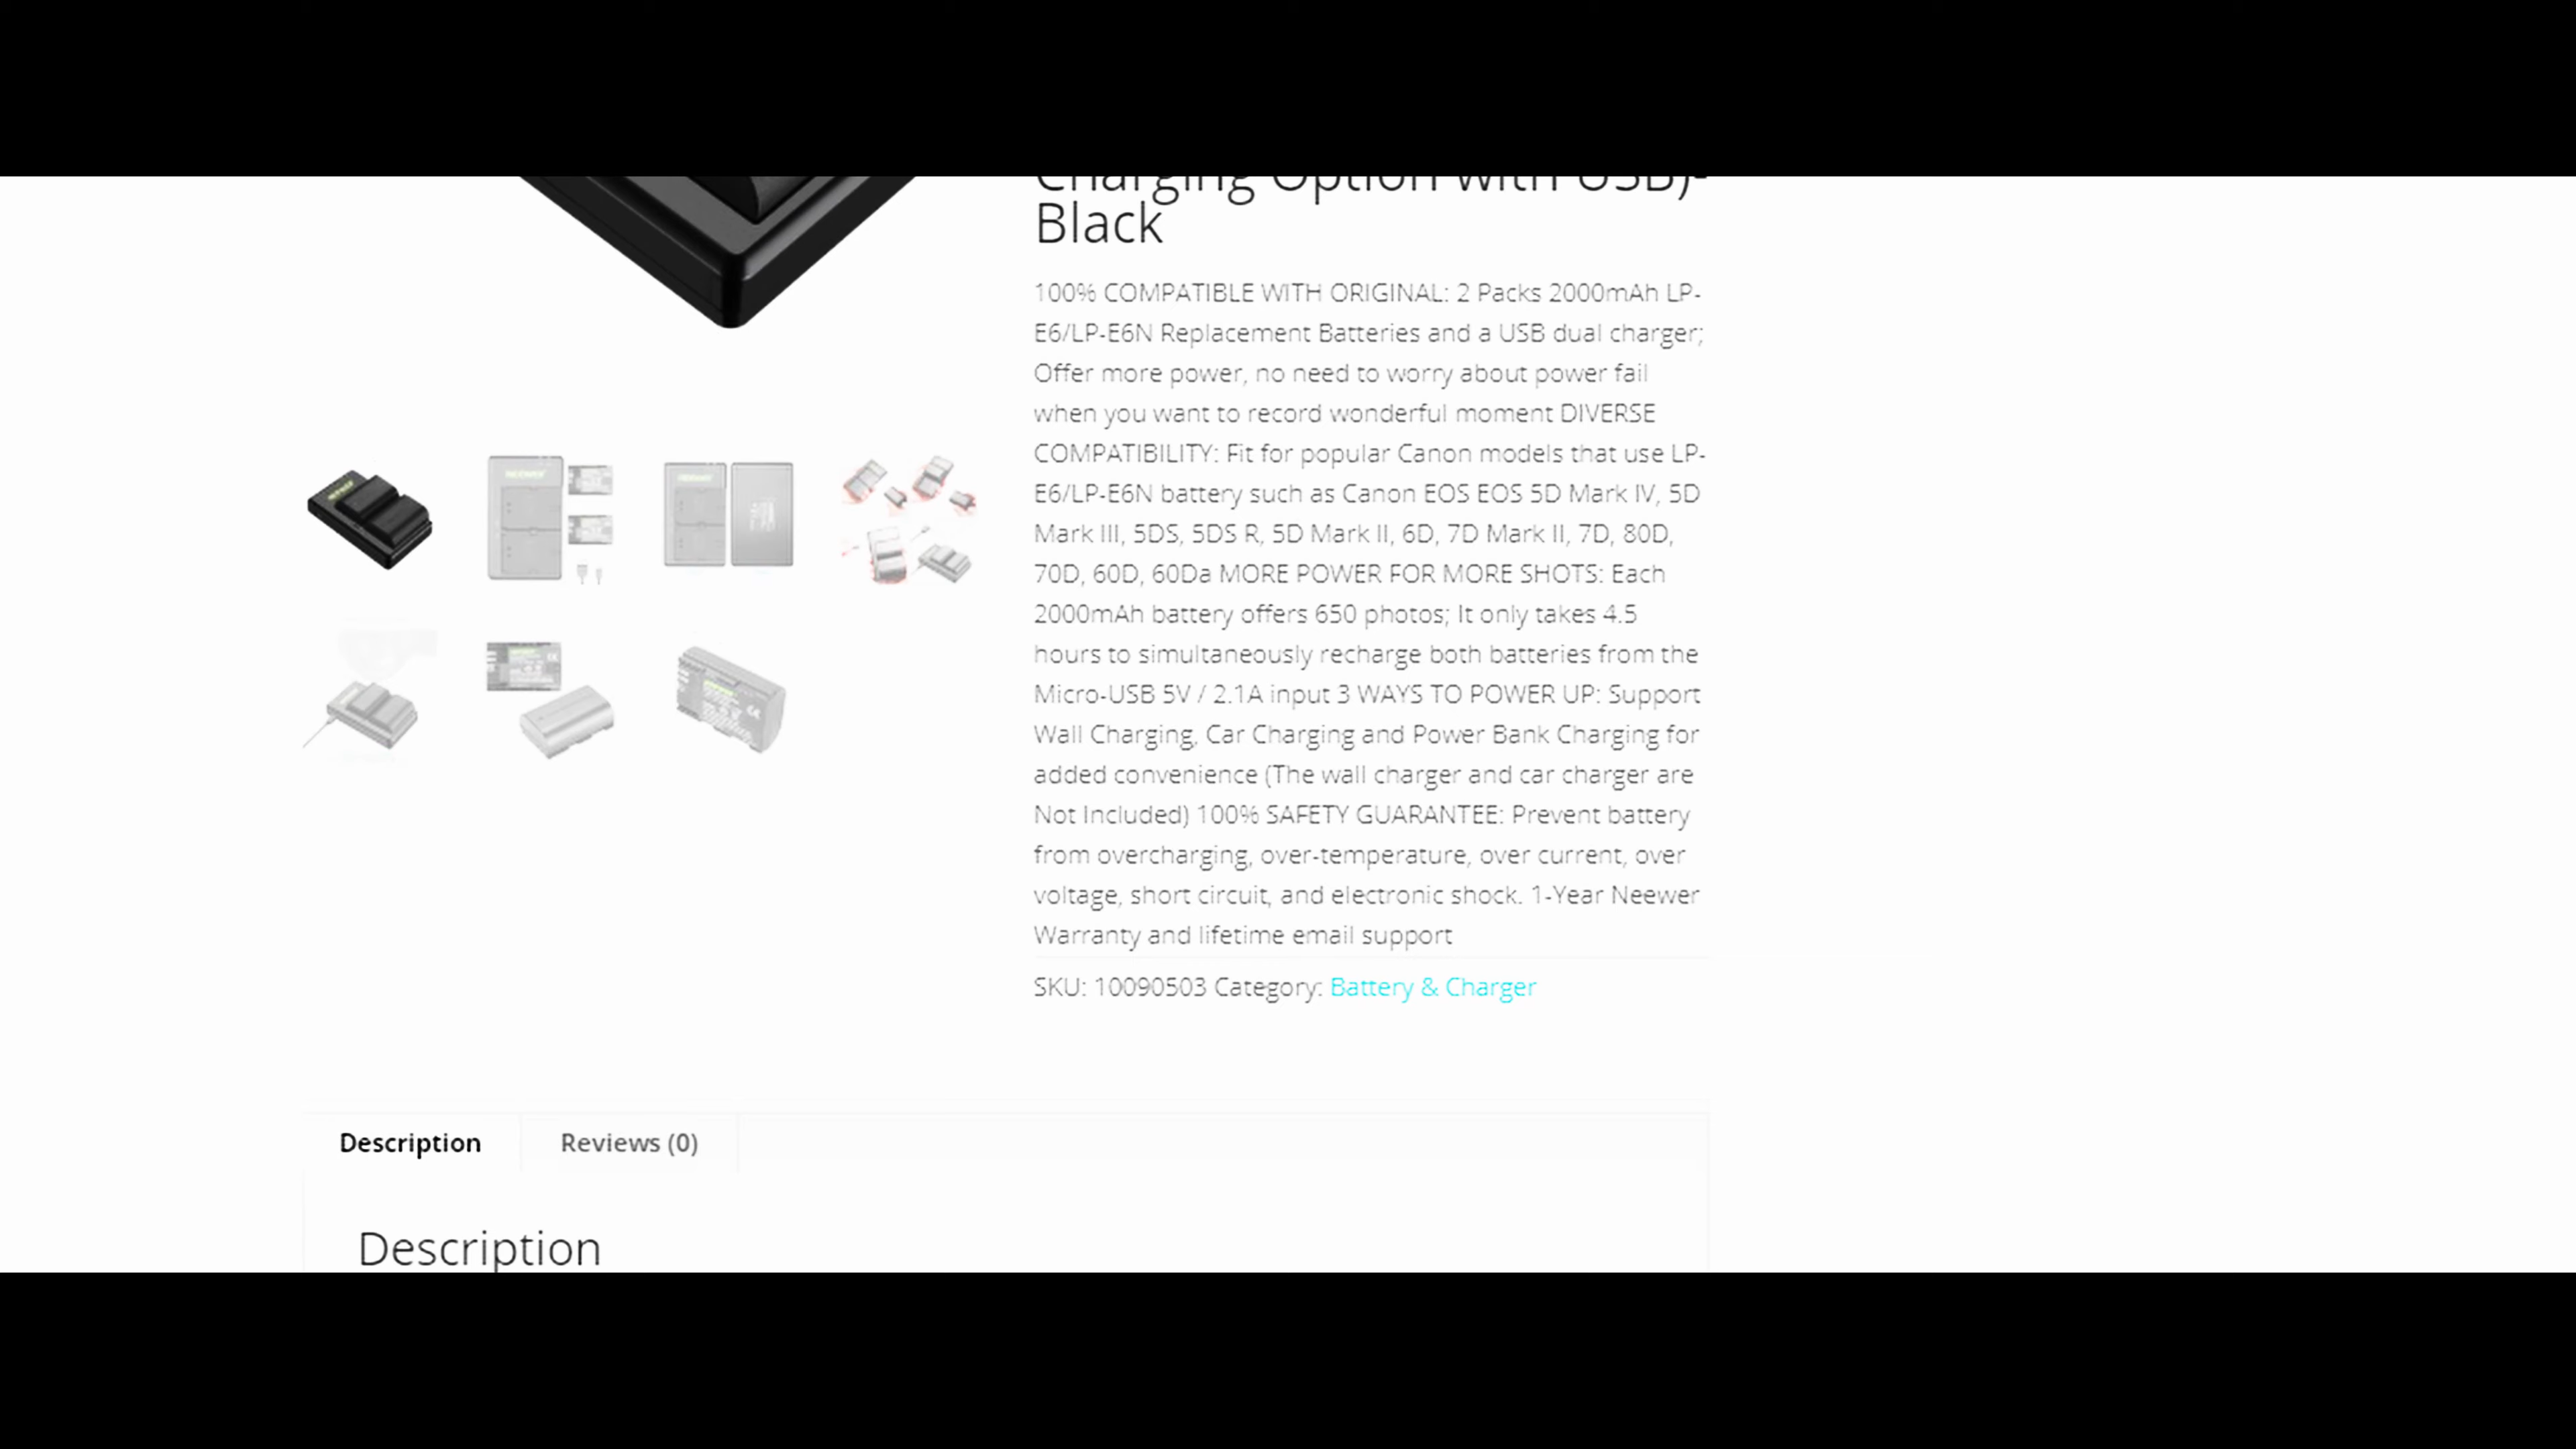 Charging Option with USB)-
Black
100% COMPATIBLE WITH ORIGINAL: 2 Packs 2000mAh LP-
E6/LP-E6N Replacement Batteries and a USB dual charger;
Offer more power, no need to worry about power fail
when you want to record wonderful moment DIVERSE
COMPATIBILITY: Fit for popular Canon models that use LP-
E6/LP-E6N battery such as Canon EOS EOS 5D Mark IV, 5D
Mark III, 5DS, 5DS R, 5D Mark II, 6D, 7D Mark II, 7D, 80D,
70D, 60D, 60Da MORE POWER FOR MORE SHOTS: Each
2000mAh battery offers 650 photos; It only takes 4.5
hours to simultaneously recharge both batteries from the
Micro-USB 5V / 2.1A input 3 WAYS TO POWER UP: Support
Wall Charging, Car Charging and Power Bank Charging for
added convenience (The wall charger and car charger are
Not Included) 100% SAFETY GUARANTEE: Prevent battery
from overcharging, over-temperature, over current, over
voltage, short circuit, and electronic shock. 1-Year Neewer
Warranty and lifetime email support
SKU: 10090503 Category: Battery & Charger
Description
Reviews (0)
Description